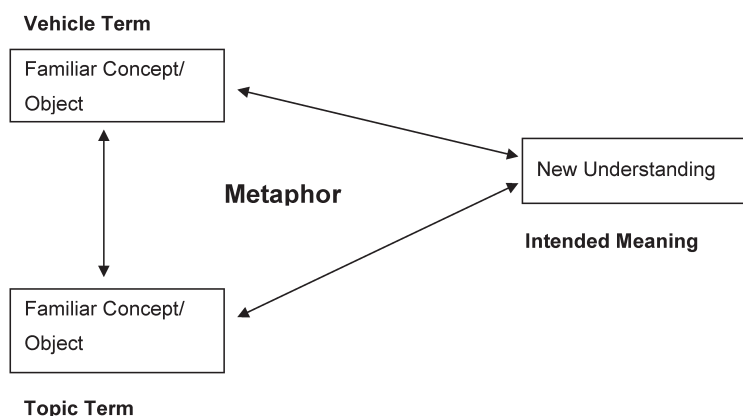 Vehicle Term
Familiar Concept/
Object
Metaphor
New Understanding
Intended Meaning
Familiar Concept/
Object
Topic Term